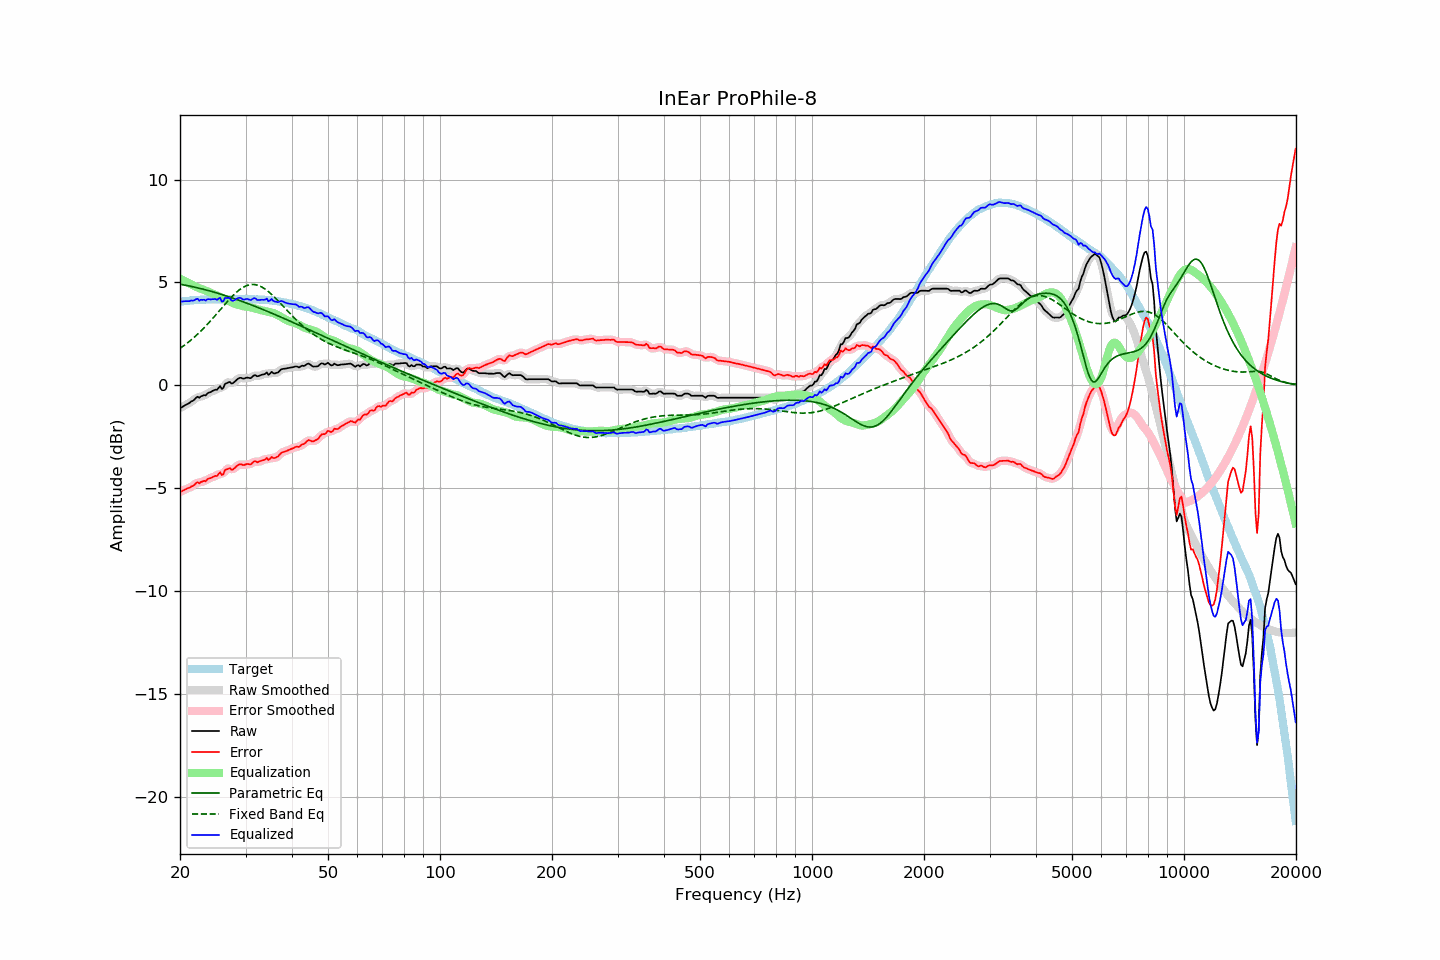 InEar ProPhile-8
Amplitude (dBr)
10
5
0
−5
−10
−15
−20
Target
Raw Smoothed
Error Smoothed
Raw
Error
Equalization
Parametric Eq
Fixed Band Eq
Equalized
20 50 100 200 500 1000 2000 5000 10000 20000
Frequency (Hz)